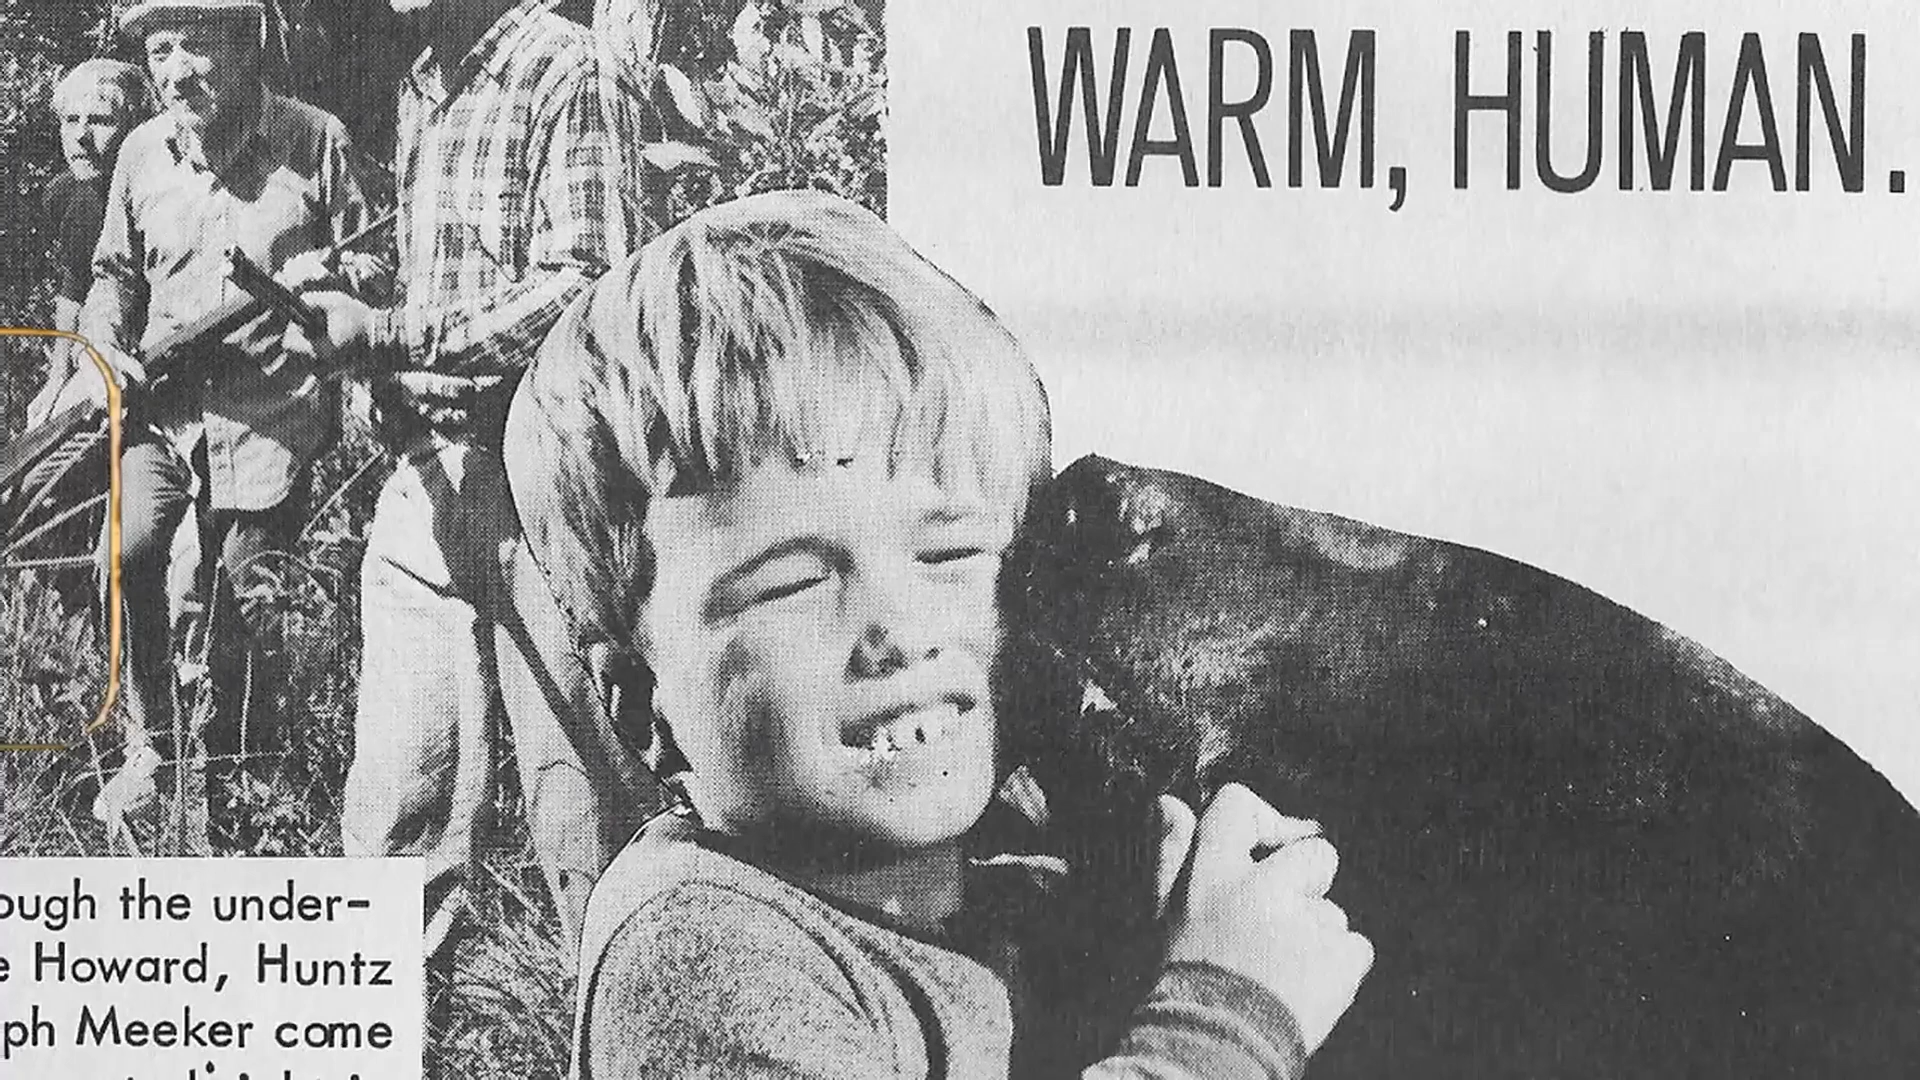 WARM, HUMAN.
ough the under-
e Howard, Huntz
ph Meeker come